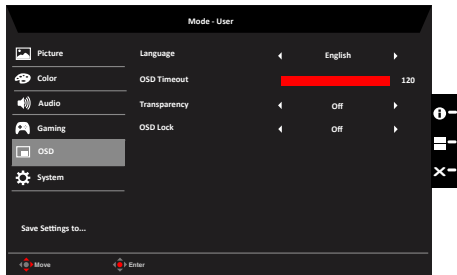 Mode - User
Picture
Language English
Color
OSD Timeout 120
Audio
Transparency Off
Gaming
OSD Lock Off
OSD
System
Save Settings to...
Move Enter